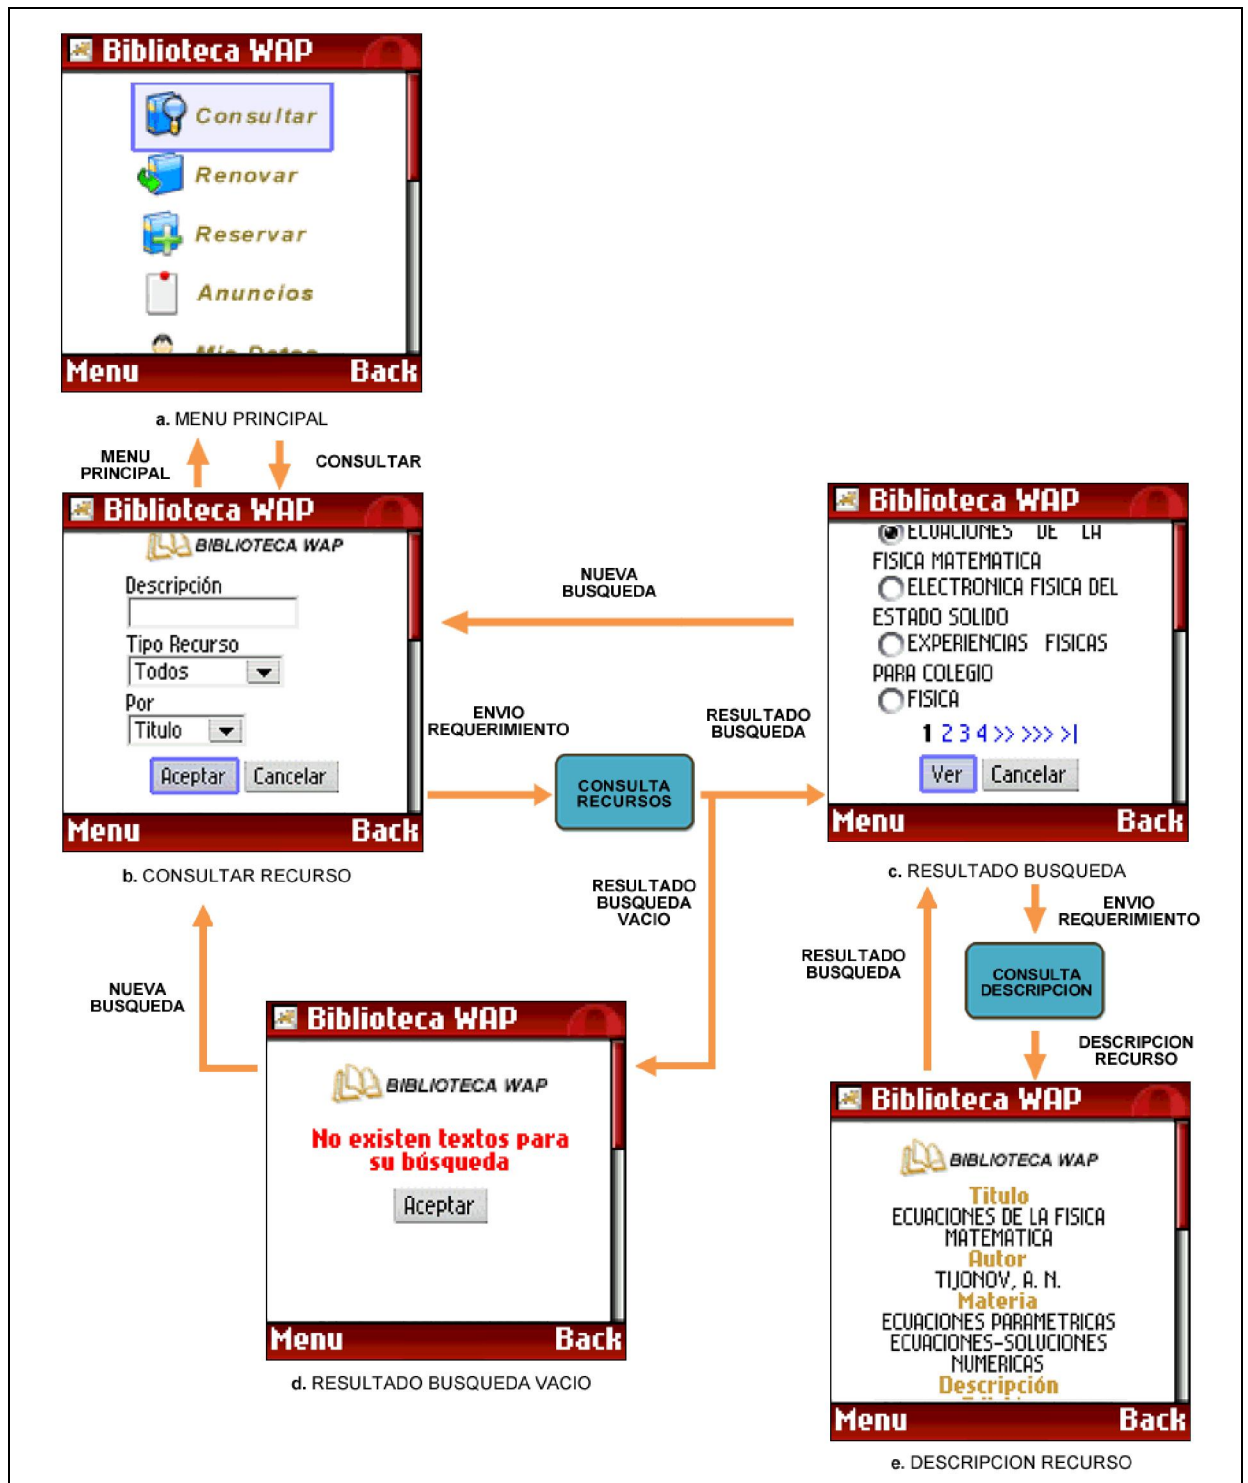 Biblioteca WAP
Consultar
Renovar
Reservar
Anuncios
Mis Datos
Menu Back
a. MENU PRINCIPAL
MENU
PRINCIPAL
CONSULTAR
Biblioteca WAP
BIBLIOTECA WAP
Descripción
Tipo Recurso
Todos
Por
Titulo
Aceptar Cancelar
Menu Back
b. CONSULTAR RECURSO
NUEVA
BUSQUEDA
ENVIO
REQUERIMIENTO
CONSULTA
RECURSOS
RESULTADO
BUSQUEDA
Biblioteca WAP
ECUACIONES DE LA
FISICA MATEMATICA
ELECTRONICA FISICA DEL
ESTADO SOLIDO
EXPERIENCIAS FISICAS
PARA COLEGIO
FISICA
1 2 3 4 >> >>> >|
Ver Cancelar
Menu Back
c. RESULTADO BUSQUEDA
RESULTADO
BUSQUEDA
VACIO
ENVIO
REQUERIMIENTO
RESULTADO
BUSQUEDA
CONSULTA
DESCRIPCION
DESCRIPCION
RECURSO
NUEVA
BUSQUEDA
Biblioteca WAP
BIBLIOTECA WAP
No existen textos para
su búsqueda
Aceptar
Menu Back
d. RESULTADO BUSQUEDA VACIO
Biblioteca WAP
BIBLIOTECA WAP
Titulo
ECUACIONES DE LA FISICA
MATEMATICA
Autor
TIJONOV, A. N.
Materia
ECUACIONES PARAMETRICAS
ECUACIONES-SOLUCIONES
NUMERICAS
Descripción
Menu Back
e. DESCRIPCION RECURSO